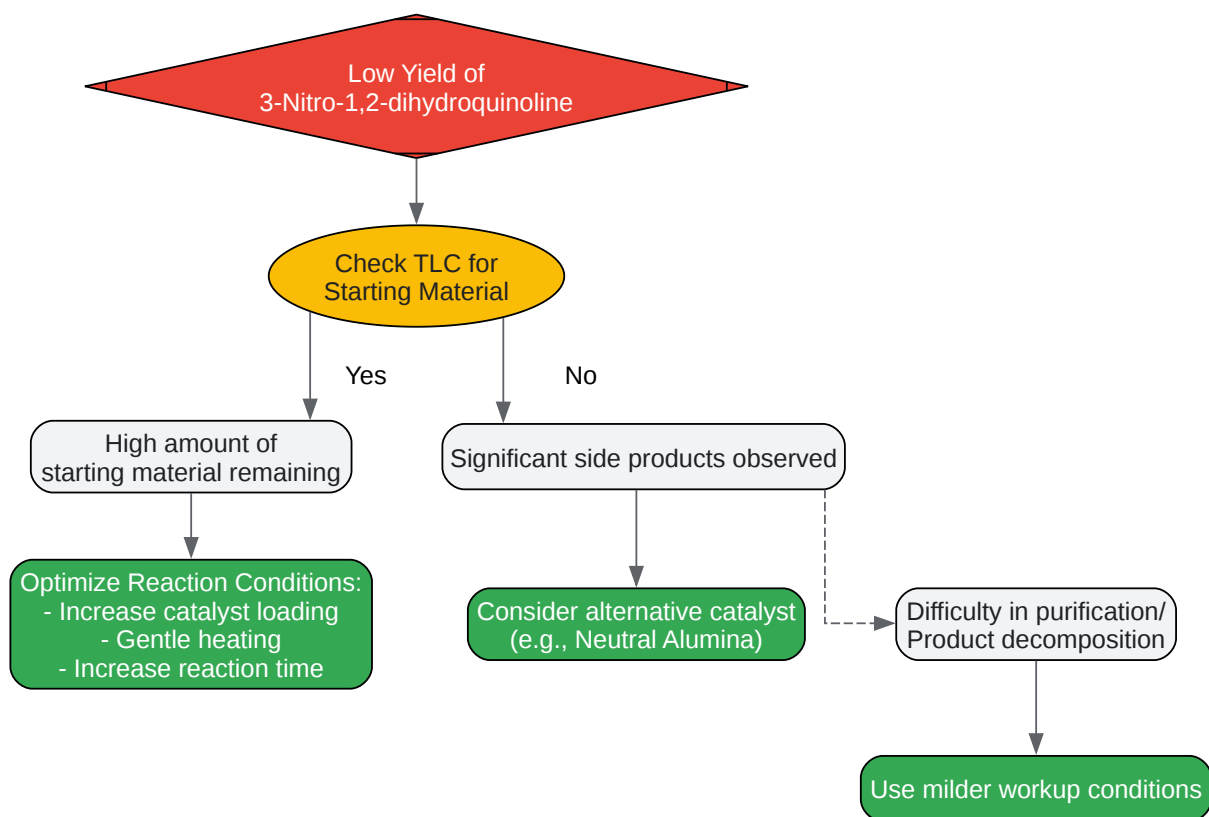 Low Yield of
3-Nitro-1,2-dihydroquinoline
Check TLC for
Starting Material
Yes
No
High amount of
starting material remaining
Significant side products observed
Optimize Reaction Conditions:
- Increase catalyst loading
- Gentle heating
- Increase reaction time
Consider alternative catalyst
(e.g., Neutral Alumina)
Difficulty in purification/
Product decomposition
Use milder workup conditions